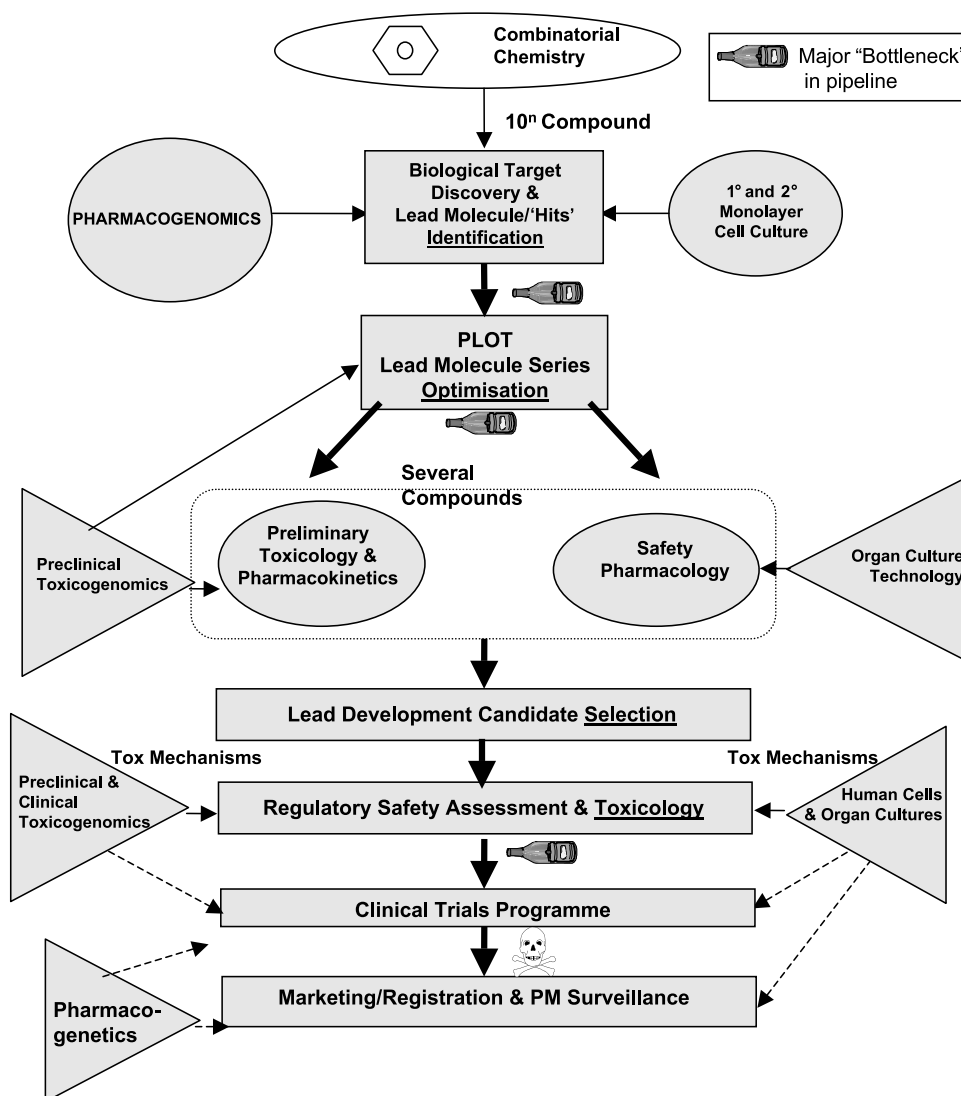 Combinatorial
Chemistry
Major “Bottleneck”
in pipeline
10ⁿ Compound
Biological Target
Discovery &
Lead Molecule/‘Hits’
Identification
PHARMACOGENOMICS
1° and 2°
Monolayer
Cell Culture
PLOT
Lead Molecule Series
Optimisation
Several
Compounds
Preliminary
Toxicology &
Pharmacokinetics
Safety
Pharmacology
Preclinical
Toxicogenomics
Organ Culture
Technology
Lead Development Candidate Selection
Tox Mechanisms
Tox Mechanisms
Preclinical &
Clinical
Toxicogenomics
Regulatory Safety Assessment & Toxicology
Human Cells
& Organ Cultures
Clinical Trials Programme
Marketing/Registration & PM Surveillance
Pharmaco-
genetics